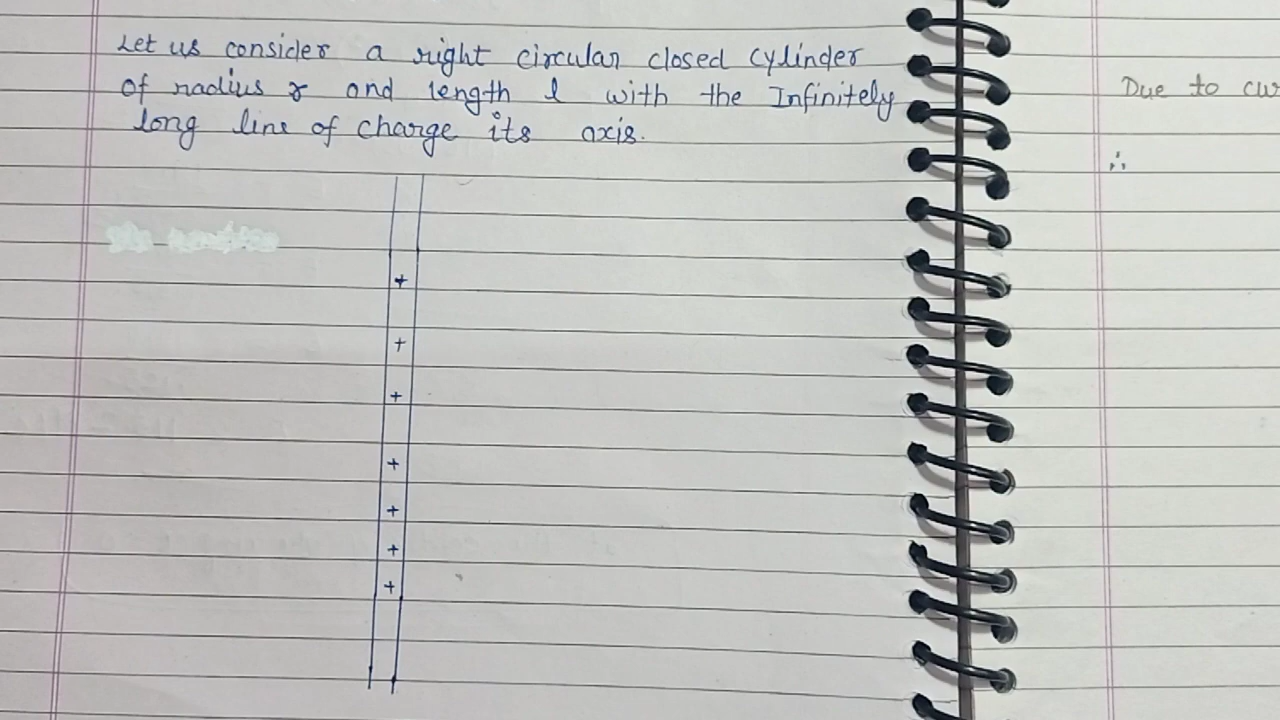 Let us consider a right circular closed cylinder
of radius r and length l with the Infinitely
long line of charge its axis.
Due to cur
∴
+
+
+
+
+
+
+